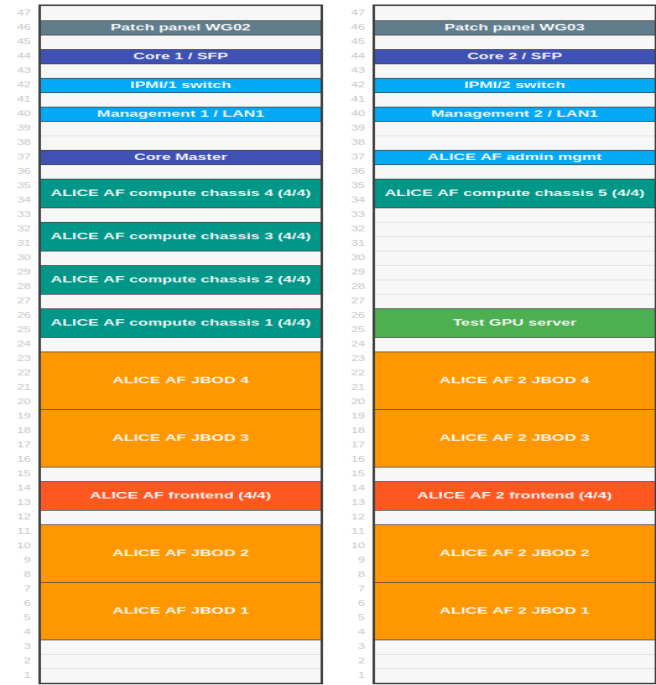 47 47
46 Patch panel WG02 46 Patch panel WG03
45 45
44 Core 1 / SFP 44 Core 2 / SFP
43 43
42 IPMI/1 switch 42 IPMI/2 switch
41 41
40 Management 1 / LAN1 40 Management 2 / LAN1
39 39
38 38
37 Core Master 37 ALICE AF admin mgmt
36 36
35 ALICE AF compute chassis 4 (4/4) 35 ALICE AF compute chassis 5 (4/4)
34 34
33 33
32 ALICE AF compute chassis 3 (4/4) 32
31 31
30 30
29 ALICE AF compute chassis 2 (4/4) 29
28 28
27 27
26 ALICE AF compute chassis 1 (4/4) 26 Test GPU server
25 25
24 24
23 23
22 ALICE AF JBOD 4 22 ALICE AF 2 JBOD 4
21 21
20 20
19 19
18 ALICE AF JBOD 3 18 ALICE AF 2 JBOD 3
17 17
16 16
15 15
14 ALICE AF frontend (4/4) 14 ALICE AF 2 frontend (4/4)
13 13
12 12
11 11
10 ALICE AF JBOD 2 10 ALICE AF 2 JBOD 2
9 9
8 8
7 7
6 ALICE AF JBOD 1 6 ALICE AF 2 JBOD 1
5 5
4 4
3 3
2 2
1 1